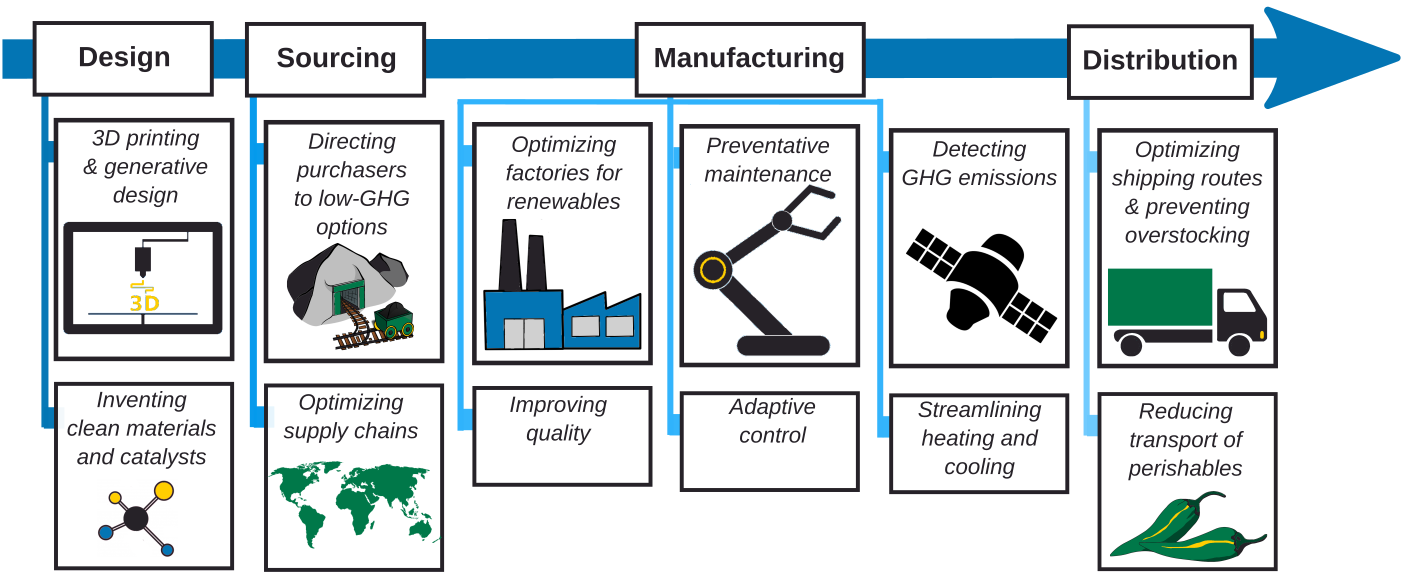 Design
Sourcing
Manufacturing
Distribution
3D printing
& generative
design
3D
Directing
purchasers
to low-GHG
options
Optimizing
factories for
renewables
Preventative
maintenance
Detecting
GHG emissions
Optimizing
shipping routes
& preventing
overstocking
Inventing
clean materials
and catalysts
Optimizing
supply chains
Improving
quality
Adaptive
control
Streamlining
heating and
cooling
Reducing
transport of
perishables